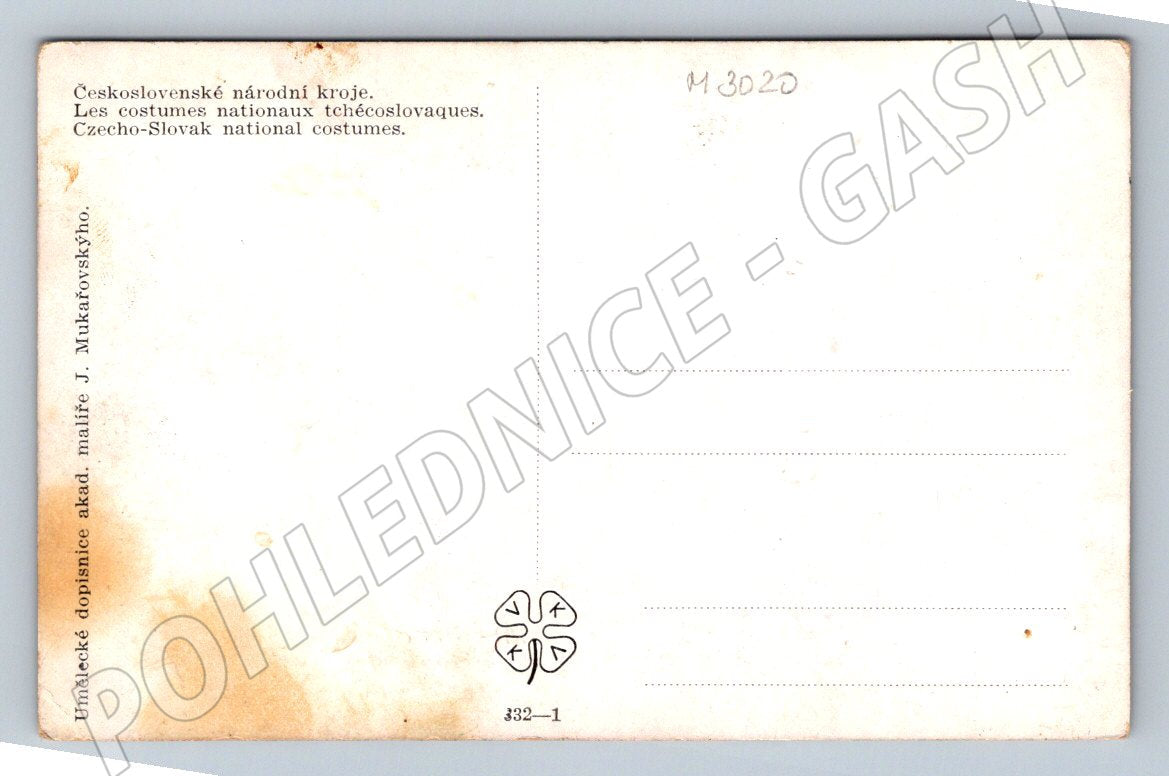 Československé národní kroje.
Les costumes nationaux tchécoslovaques.
Czecho-Slovak national costumes.
M 3020
Umělecké dopisnice akad. malíře J. Mukařovskýho.
POHLEDNICE - GASH
V K
K V
332—1